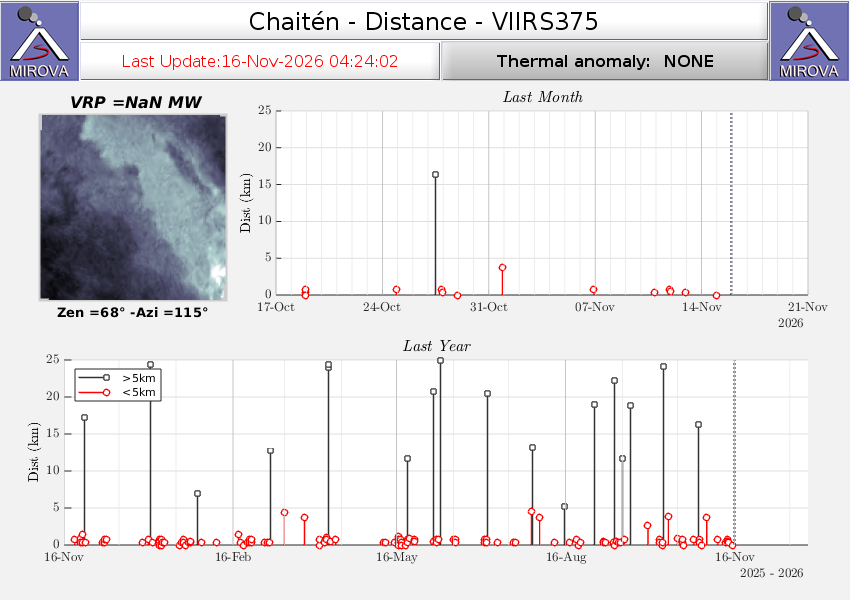 Chaitén - Distance - VIIRS375
MIROVA
Last Update:16-Nov-2026 04:24:02
Thermal anomaly: NONE
MIROVA
VRP =NaN MW
Zen =68° -Azi =115°
Last Month
Dist (km)
25
20
15
10
5
0
17-Oct 24-Oct 31-Oct 07-Nov 14-Nov 21-Nov
2026
Last Year
Dist (km)
25
20
15
10
5
0
>5km
<5km
16-Nov 16-Feb 16-May 16-Aug 16-Nov
2025 - 2026